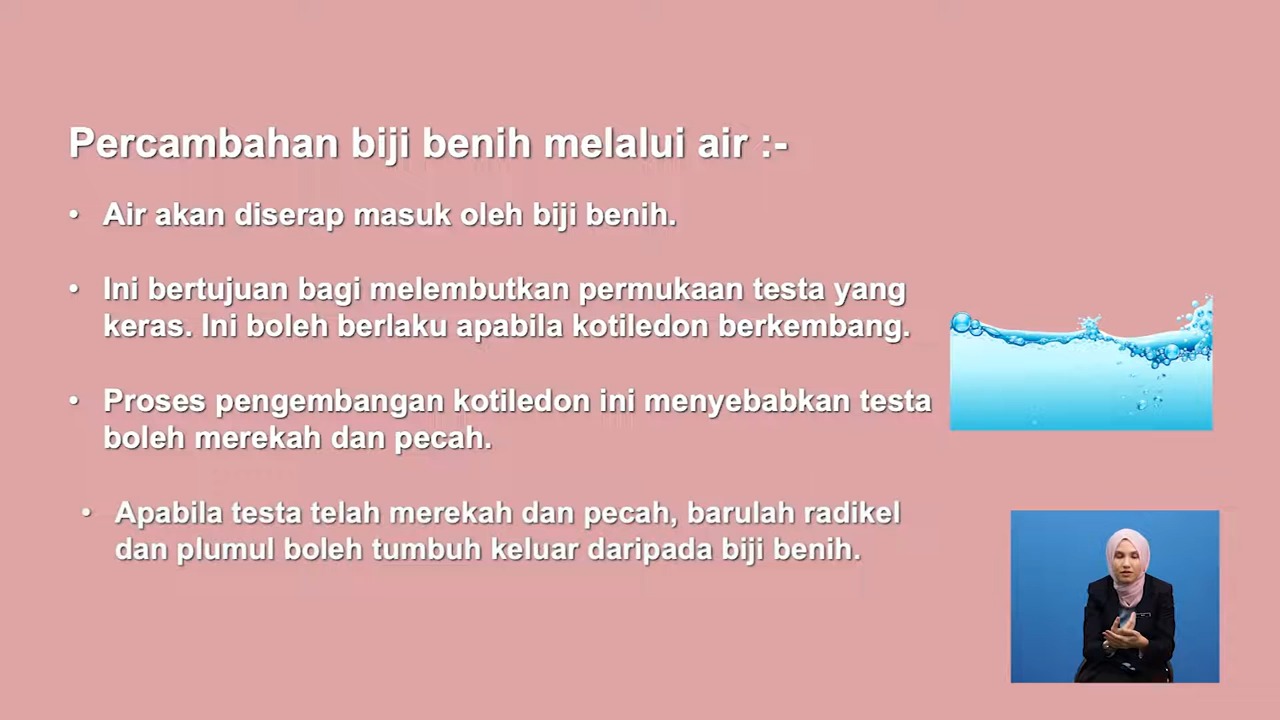 Percambahan biji benih melalui air :-
• Air akan diserap masuk oleh biji benih.
• Ini bertujuan bagi melembutkan permukaan testa yang
keras. Ini boleh berlaku apabila kotiledon berkembang.
• Proses pengembangan kotiledon ini menyebabkan testa
boleh merekah dan pecah.
• Apabila testa telah merekah dan pecah, barulah radikel
dan plumul boleh tumbuh keluar daripada biji benih.